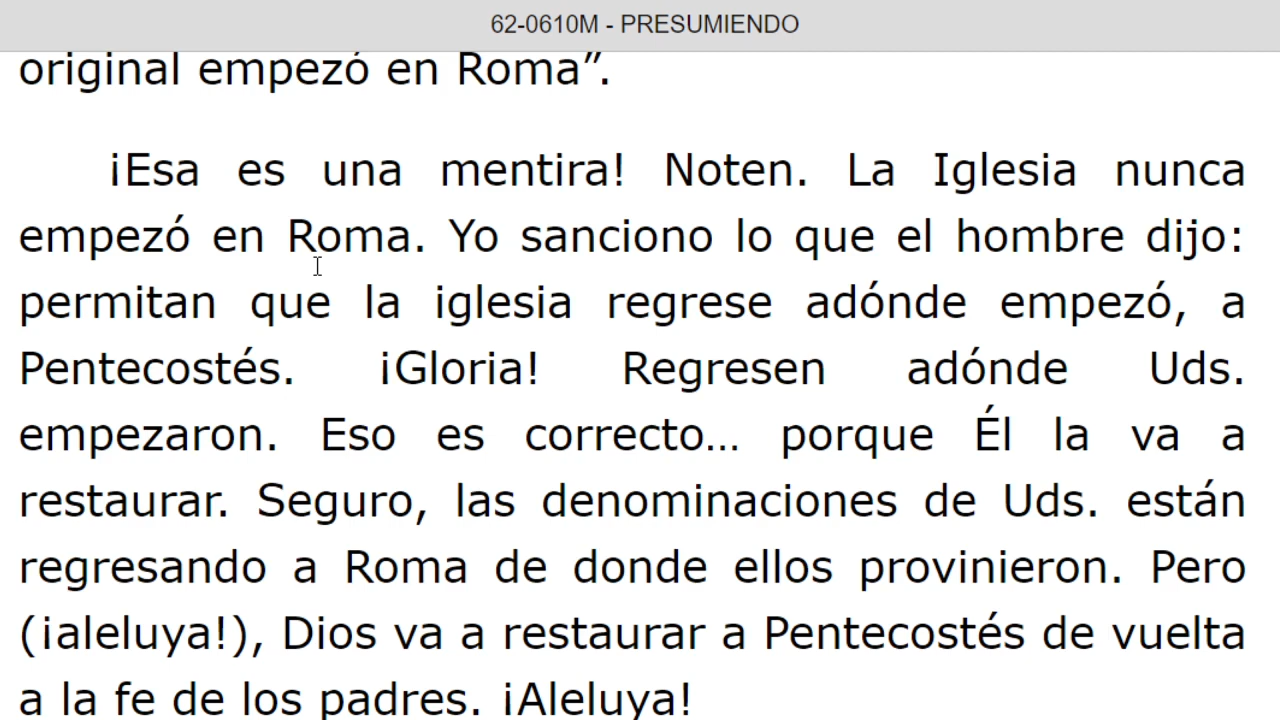 62-0610M - PRESUMIENDO
original empezó en Roma”.
¡Esa es una mentira! Noten. La Iglesia nunca
empezó en Roma. Yo sanciono lo que el hombre dijo:
permitan que la iglesia regrese adónde empezó, a
Pentecostés. ¡Gloria! Regresen adónde Uds.
empezaron. Eso es correcto… porque Él la va a
restaurar. Seguro, las denominaciones de Uds. están
regresando a Roma de donde ellos provinieron. Pero
(¡aleluya!), Dios va a restaurar a Pentecostés de vuelta
a la fe de los padres. ¡Aleluya!